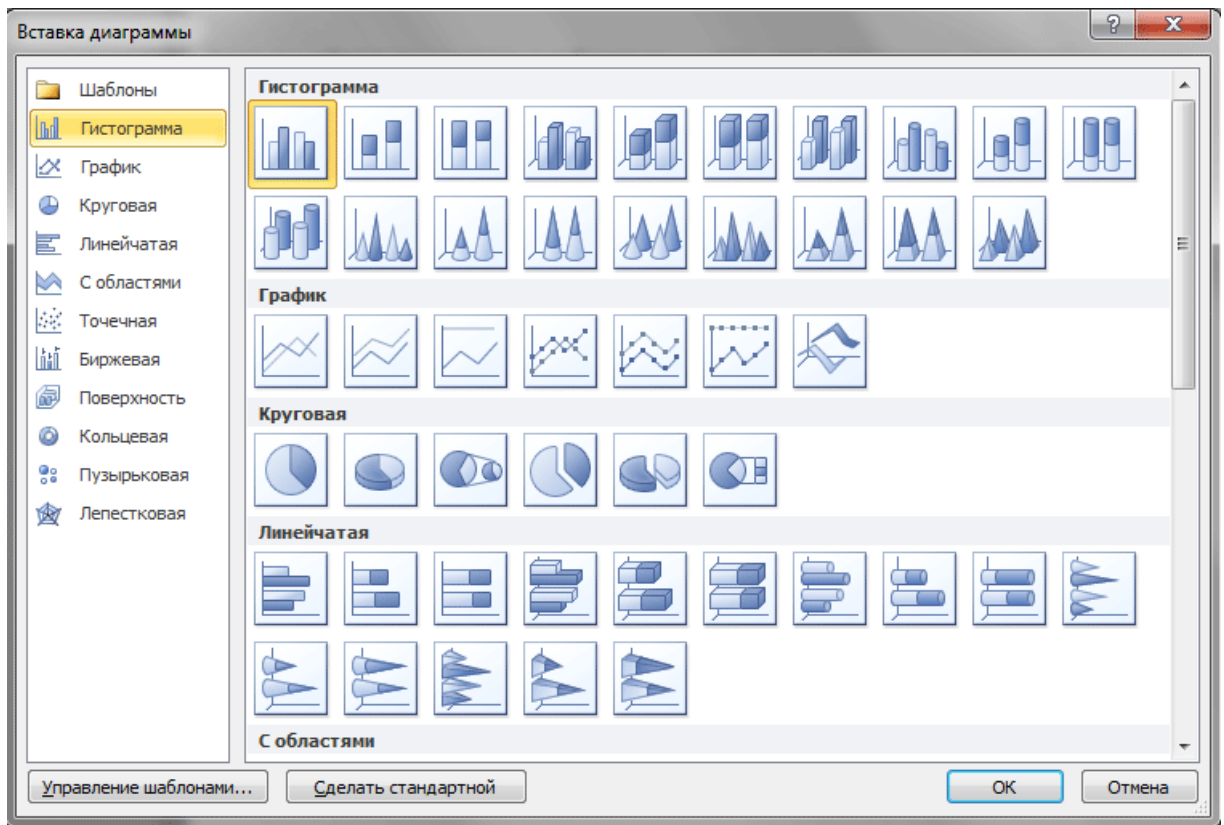 Вставка диаграммы
Шаблоны
Гистограмма
График
Круговая
Линейчатая
С областями
Точечная
Биржевая
Поверхность
Кольцевая
Пузырьковая
Лепестковая
Гистограмма
График
Круговая
Линейчатая
С областями
Управление шаблонами...
Сделать стандартной
ОК
Отмена